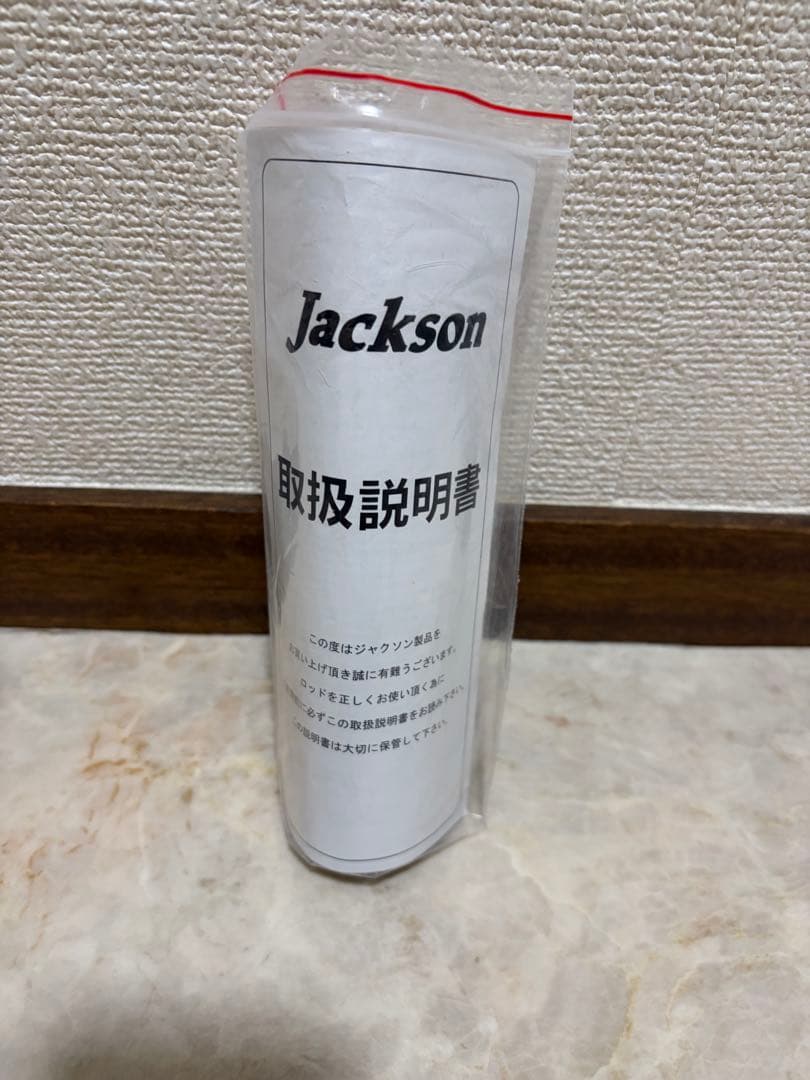 Jackson
取扱説明書
この度はジャクソン製品を
お買い上げ頂き誠に有難うございます。
ロッドを正しくお使い頂く為に
に必ずこの取扱説明書をお読み下さい。
この説明書は大切に保管して下さい。